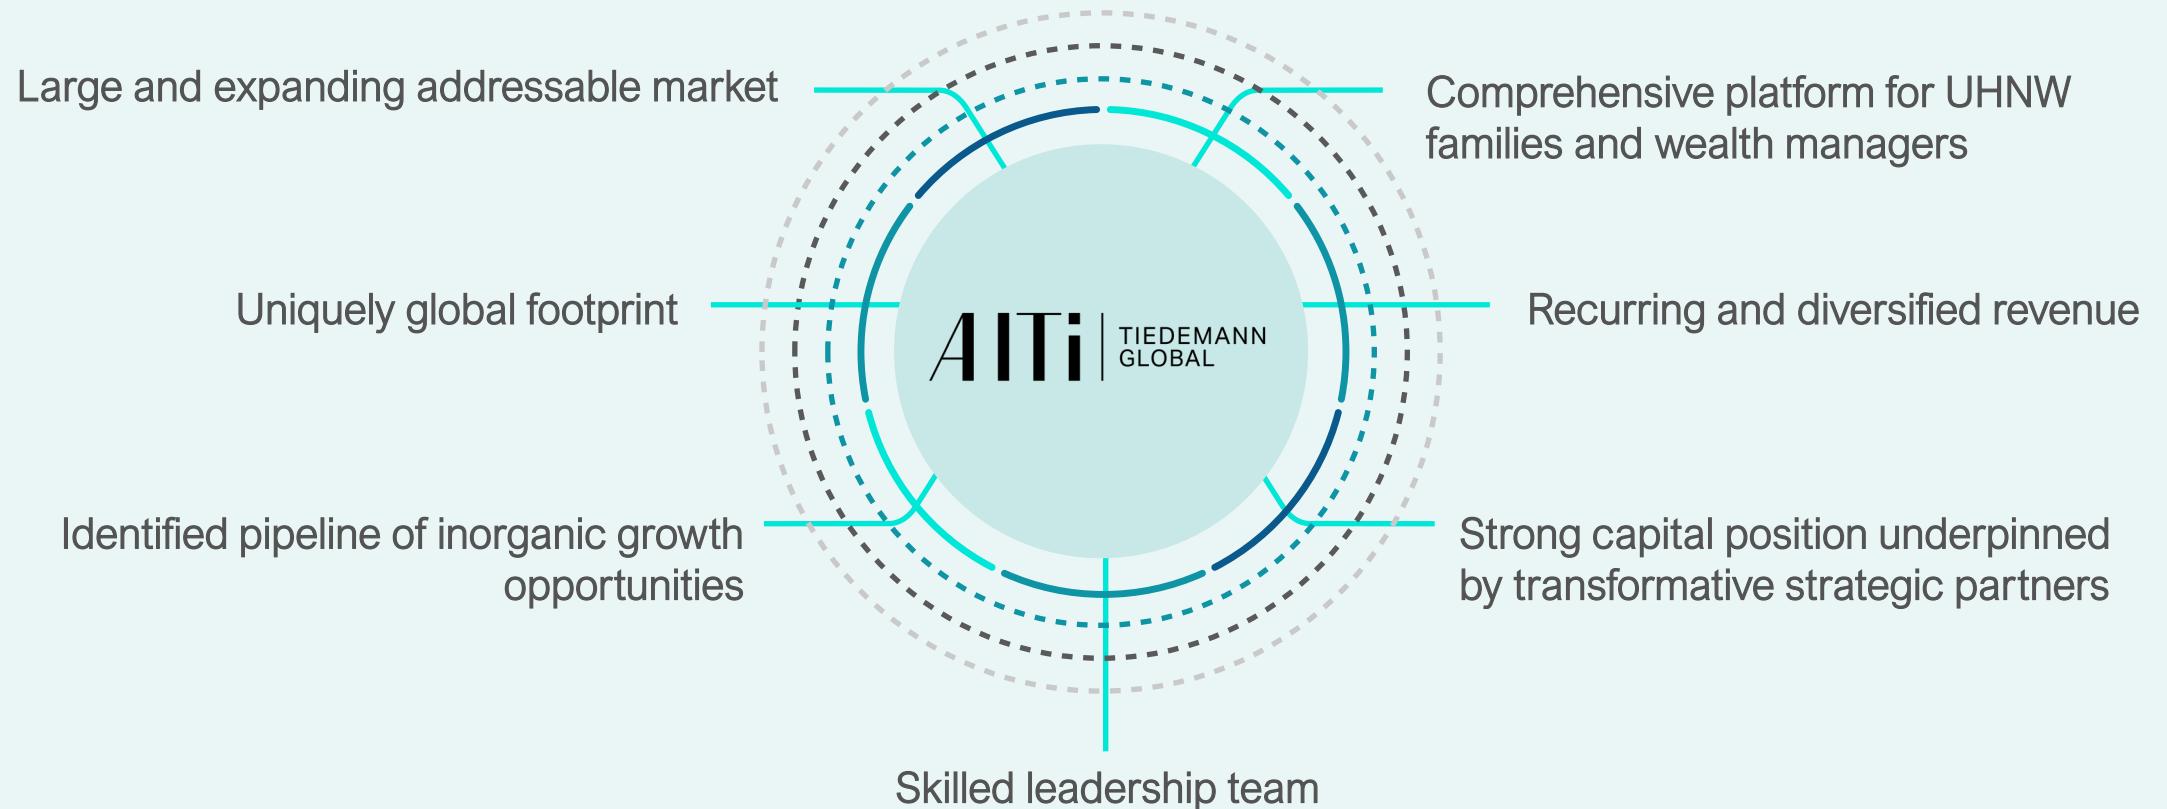 Large and expanding addressable market
Comprehensive platform for UHNW
families and wealth managers
Uniquely global footprint
AlTi
TIEDEMANN
GLOBAL
Recurring and diversified revenue
Identified pipeline of inorganic growth
opportunities
Strong capital position underpinned
by transformative strategic partners
Skilled leadership team